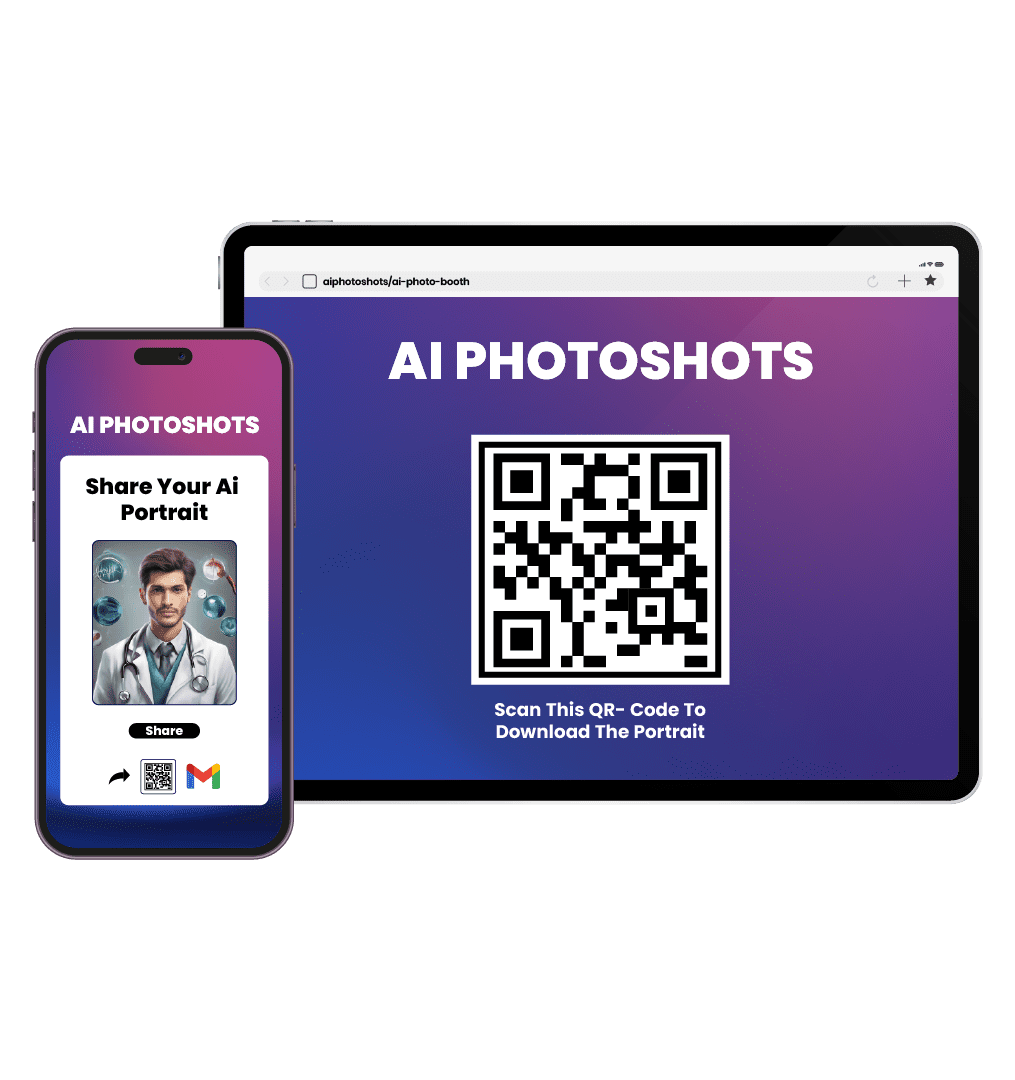 aiphotoshots/ai-photo-booth
AI PHOTOSHOTS
Scan This QR- Code To
Download The Portrait
AI PHOTOSHOTS
Share Your Ai
Portrait
Share